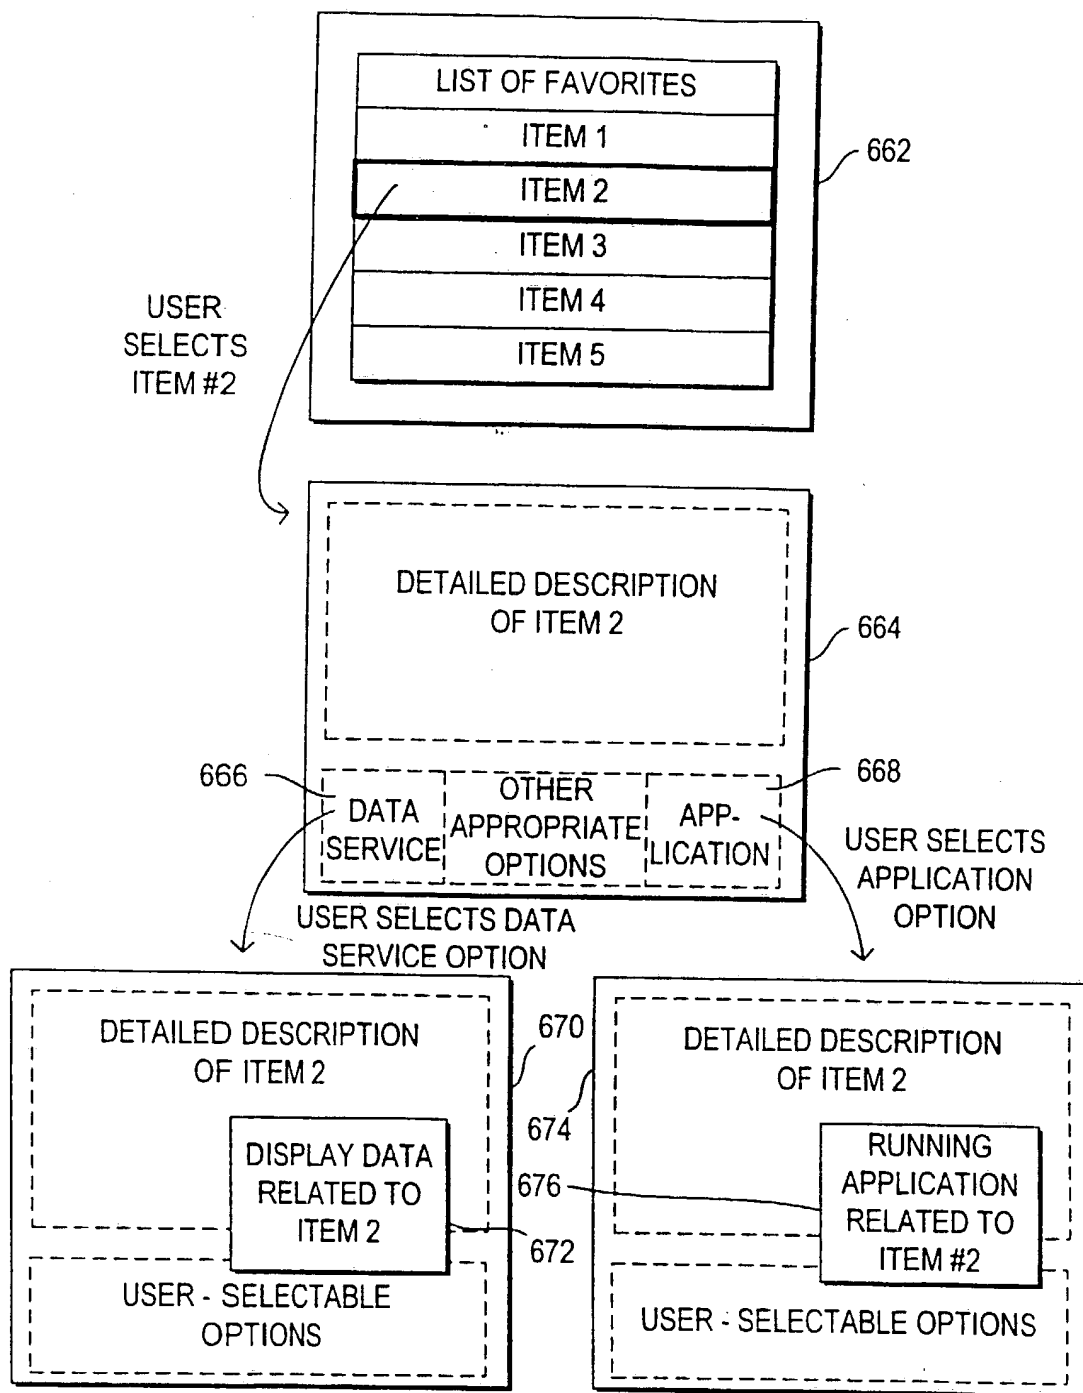 LIST OF FAVORITES
ITEM 1
ITEM 2
662
ITEM 3
ITEM 4
ITEM 5
USER
SELECTS
ITEM #2
DETAILED DESCRIPTION
OF ITEM 2
664
666
668
DATA
SERVICE
OTHER
APPROPRIATE
OPTIONS
APP-
LICATION
USER SELECTS
APPLICATION
OPTION
USER SELECTS DATA
SERVICE OPTION
DETAILED DESCRIPTION
OF ITEM 2
670
DISPLAY DATA
RELATED TO
ITEM 2
672
USER - SELECTABLE
OPTIONS
DETAILED DESCRIPTION
OF ITEM 2
674
676
RUNNING
APPLICATION
RELATED TO
ITEM #2
USER - SELECTABLE OPTIONS